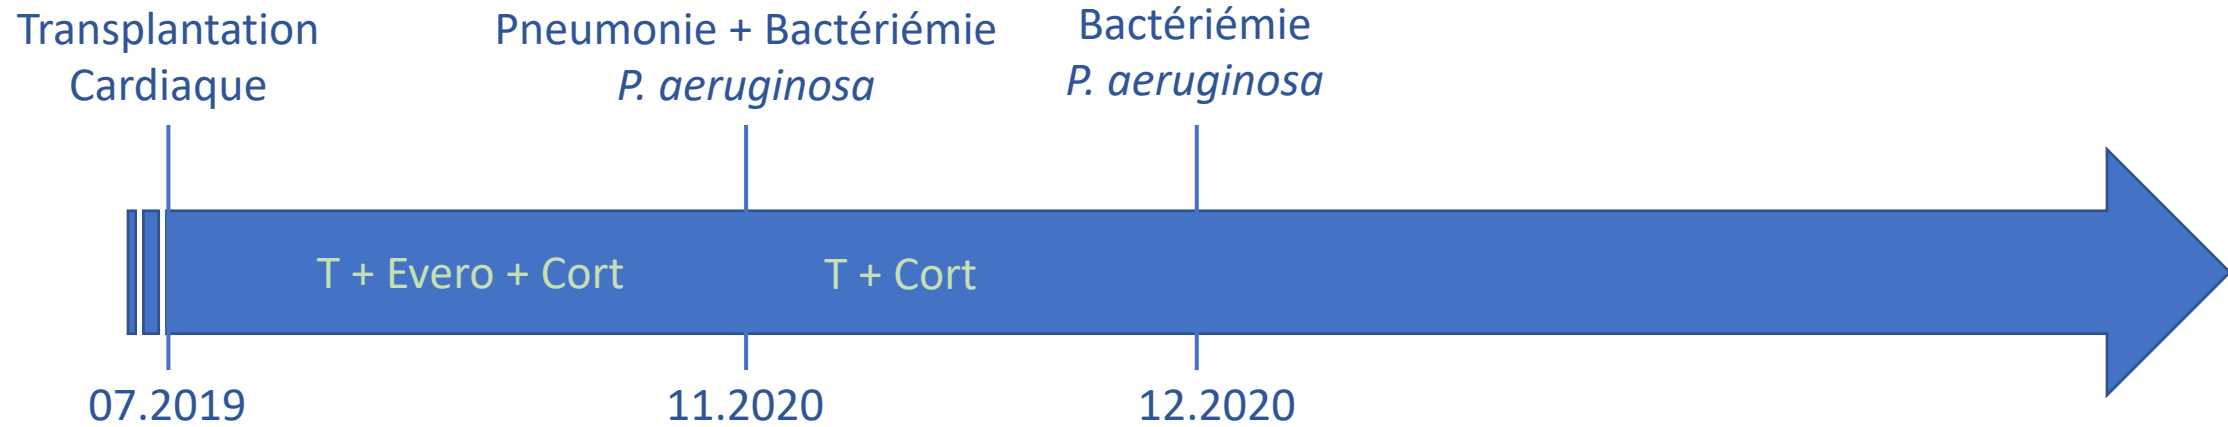 Transplantation
Cardiaque
Pneumonie + Bactériémie
P. aeruginosa
Bactériémie
P. aeruginosa
T + Evero + Cort
T + Cort
07.2019
11.2020
12.2020